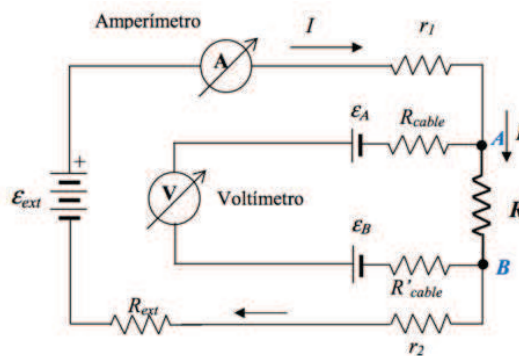 Amperímetro
I
r1
A
εA
Rcable
A
I
+
εext
V
Voltímetro
R
εB
B
R'cable
Rext
r2